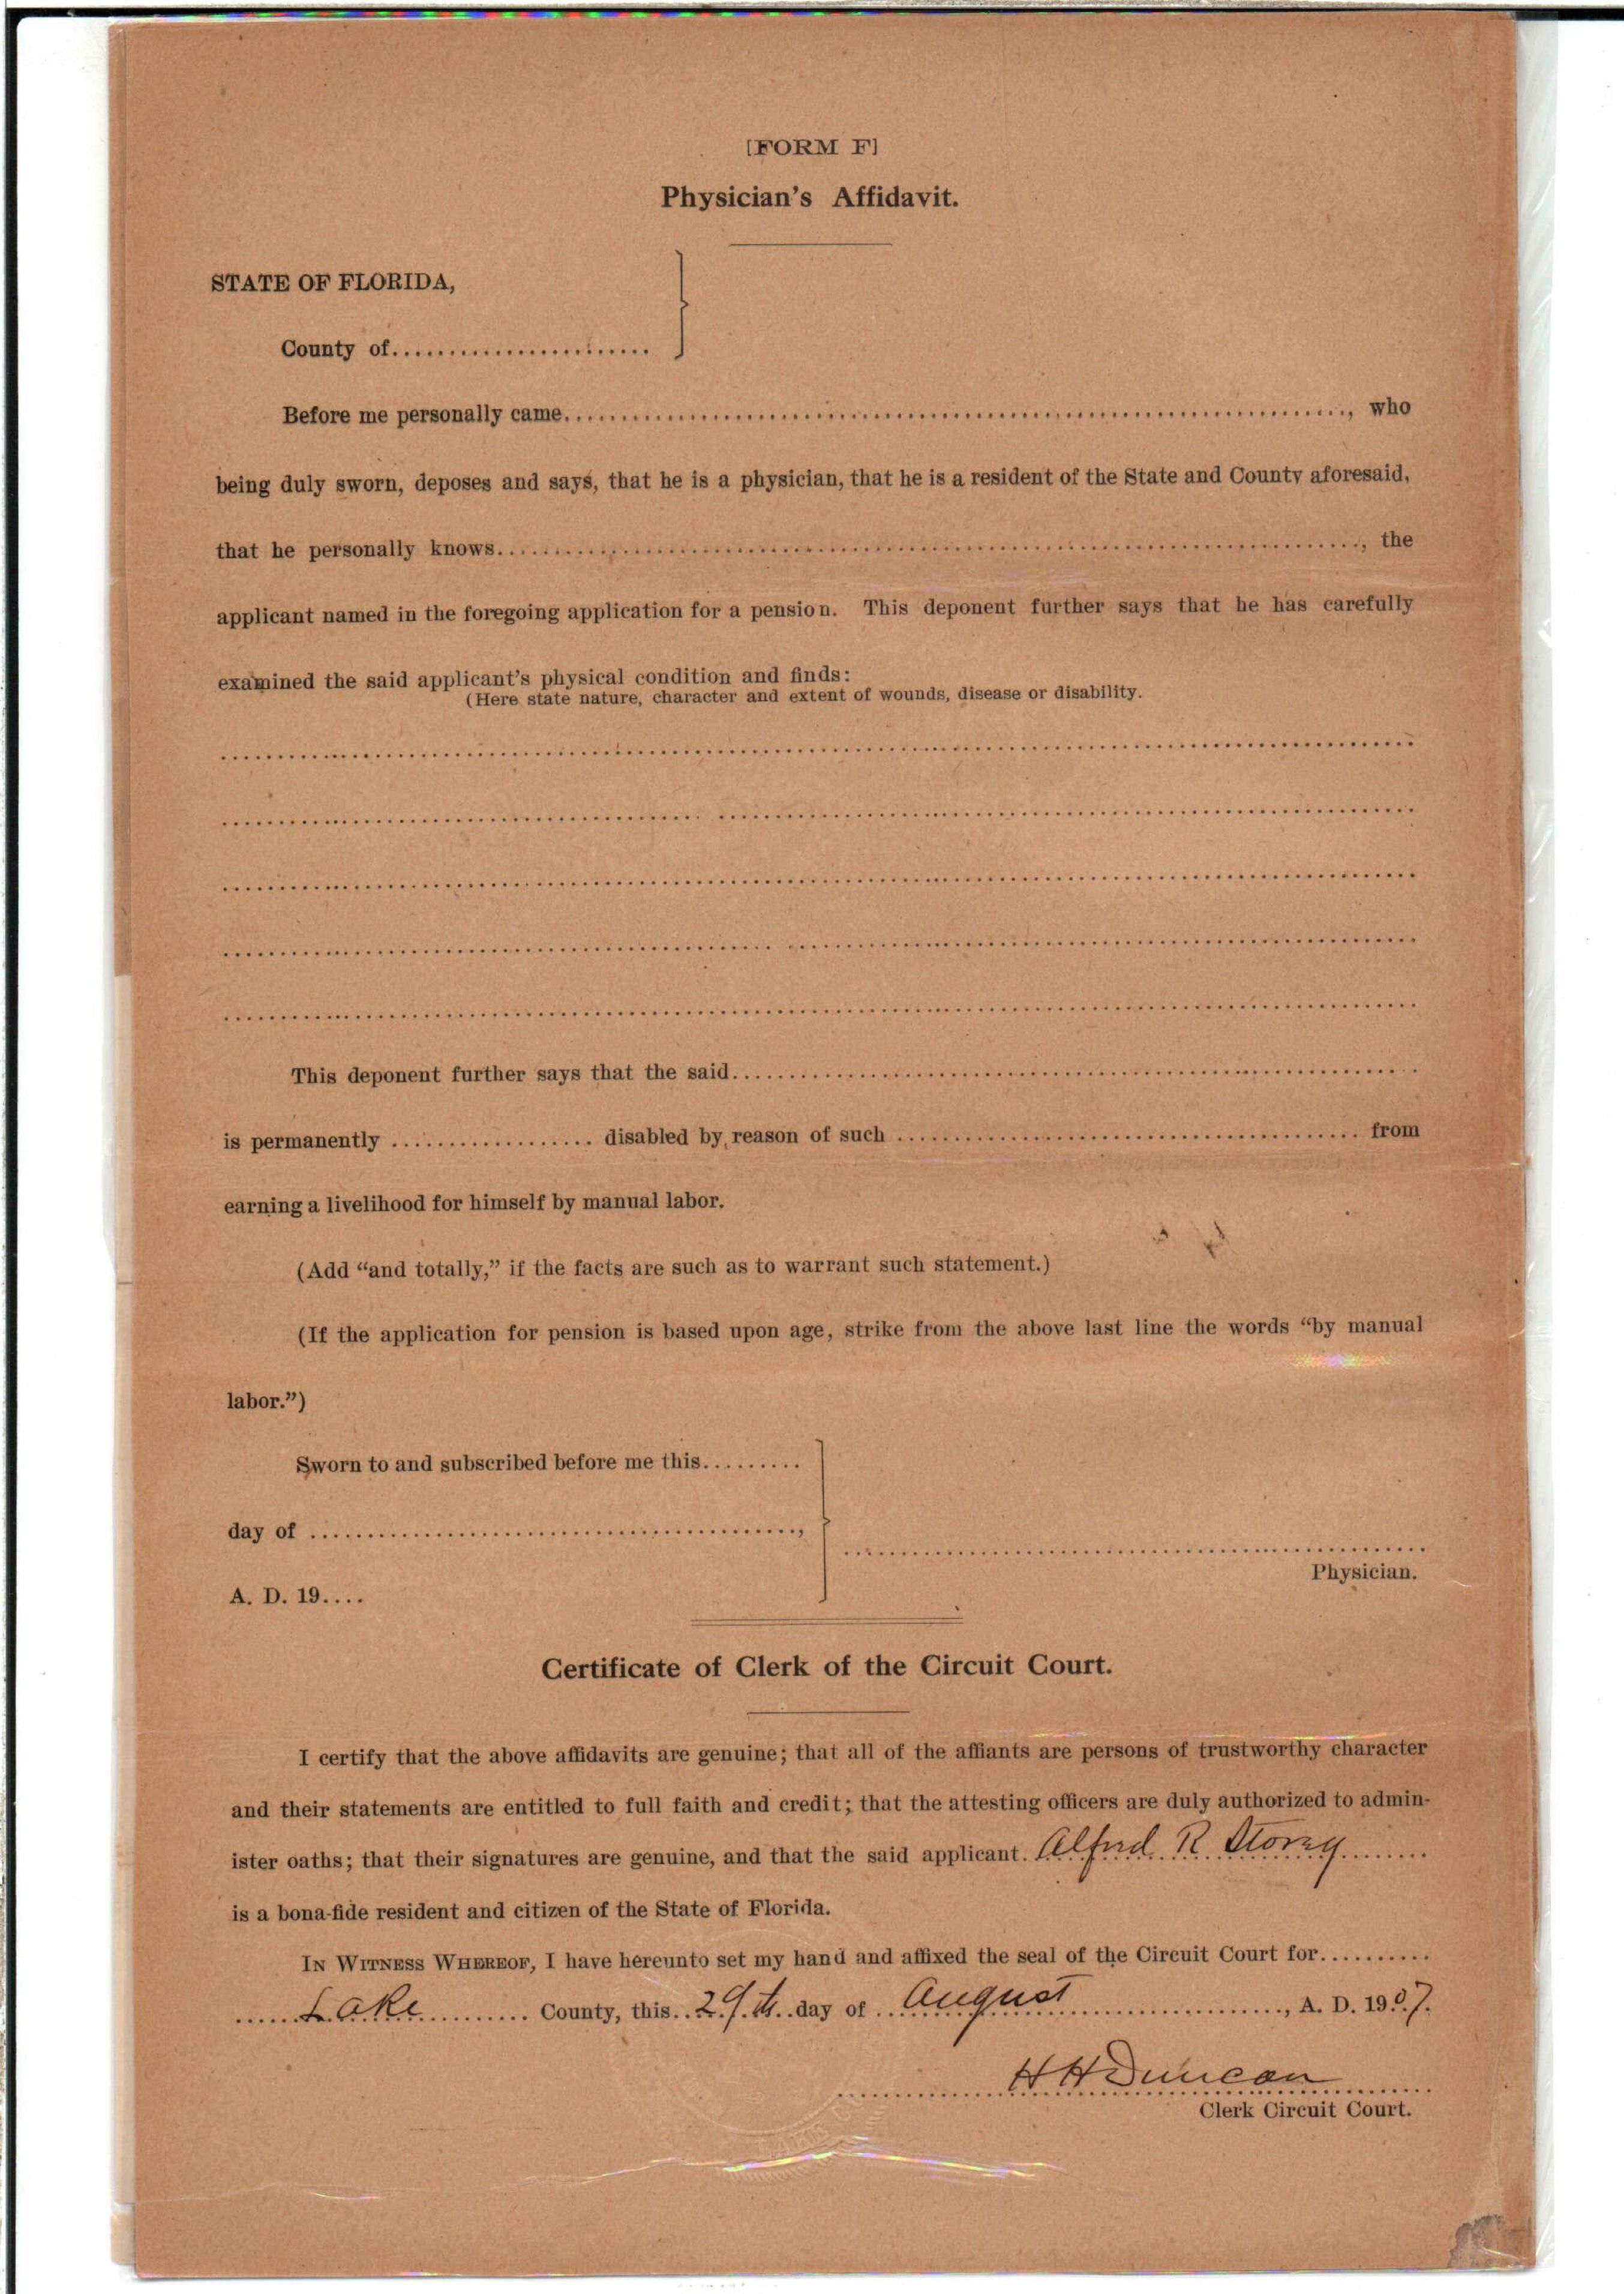 [FORM F]
Physician's Affidavit.
STATE OF FLORIDA,
County of........................
Before me personally came........................................................................, who
being duly sworn, deposes and says, that he is a physician, that he is a resident of the State and County aforesaid,
that he personally knows................................................................................, the
applicant named in the foregoing application for a pension. This deponent further says that he has carefully
examined the said applicant's physical condition and finds:
(Here state nature, character and extent of wounds, disease or disability.
This deponent further says that the said................................................................
is permanently .................. disabled by reason of such ........................................ from
earning a livelihood for himself by manual labor.
(Add “and totally,” if the facts are such as to warrant such statement.)
(If the application for pension is based upon age, strike from the above last line the words “by manual
labor.”)
Sworn to and subscribed before me this.........
day of ............................................,
Physician.
A. D. 19....
Certificate of Clerk of the Circuit Court.
I certify that the above affidavits are genuine; that all of the affiants are persons of trustworthy character
and their statements are entitled to full faith and credit; that the attesting officers are duly authorized to admin-
ister oaths; that their signatures are genuine, and that the said applicant. Alfred R Storey
is a bona-fide resident and citizen of the State of Florida.
In Witness Whereof, I have hereunto set my hand and affixed the seal of the Circuit Court for..........
Lake County, this 29th day of August, A. D. 1907.
H H Duncan
Clerk Circuit Court.